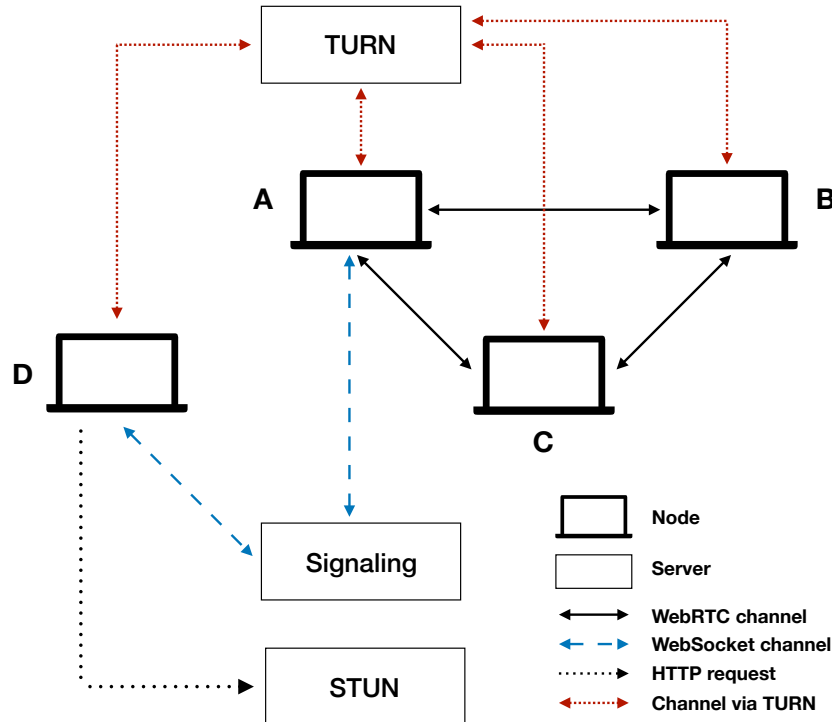 TURN
A
B
D
C
Signaling
STUN
Node
Server
WebRTC channel
WebSocket channel
HTTP request
Channel via TURN